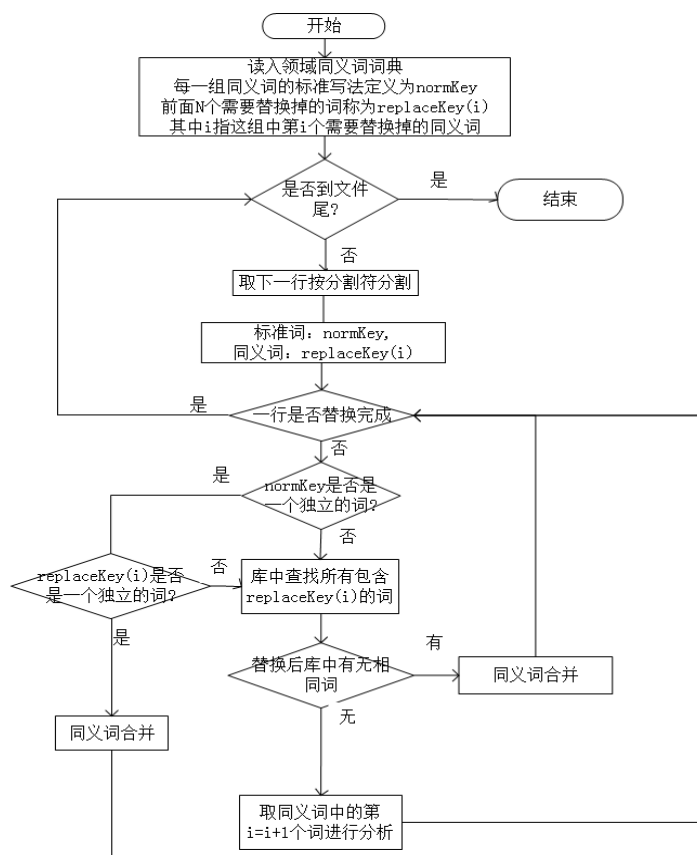 开始
读入领域同义词词典
每一组同义词的标准写法定义为normKey
前面N个需要替换掉的词称为replaceKey(i)
其中i指这组中第i个需要替换掉的同义词
是否到文件
尾?
是
结束
否
取下一行按分割符分割
标准词: normKey,
同义词: replaceKey(i)
是
一行是否替换完成
否
是
normKey是否是
一个独立的词?
否
replaceKey(i)是否
是一个独立的词?
否
库中查找所有包含
replaceKey(i)的词
是
替换后库中有无相
同词
有
同义词合并
无
同义词合并
取同义词中的第
i=i+1个词进行分析